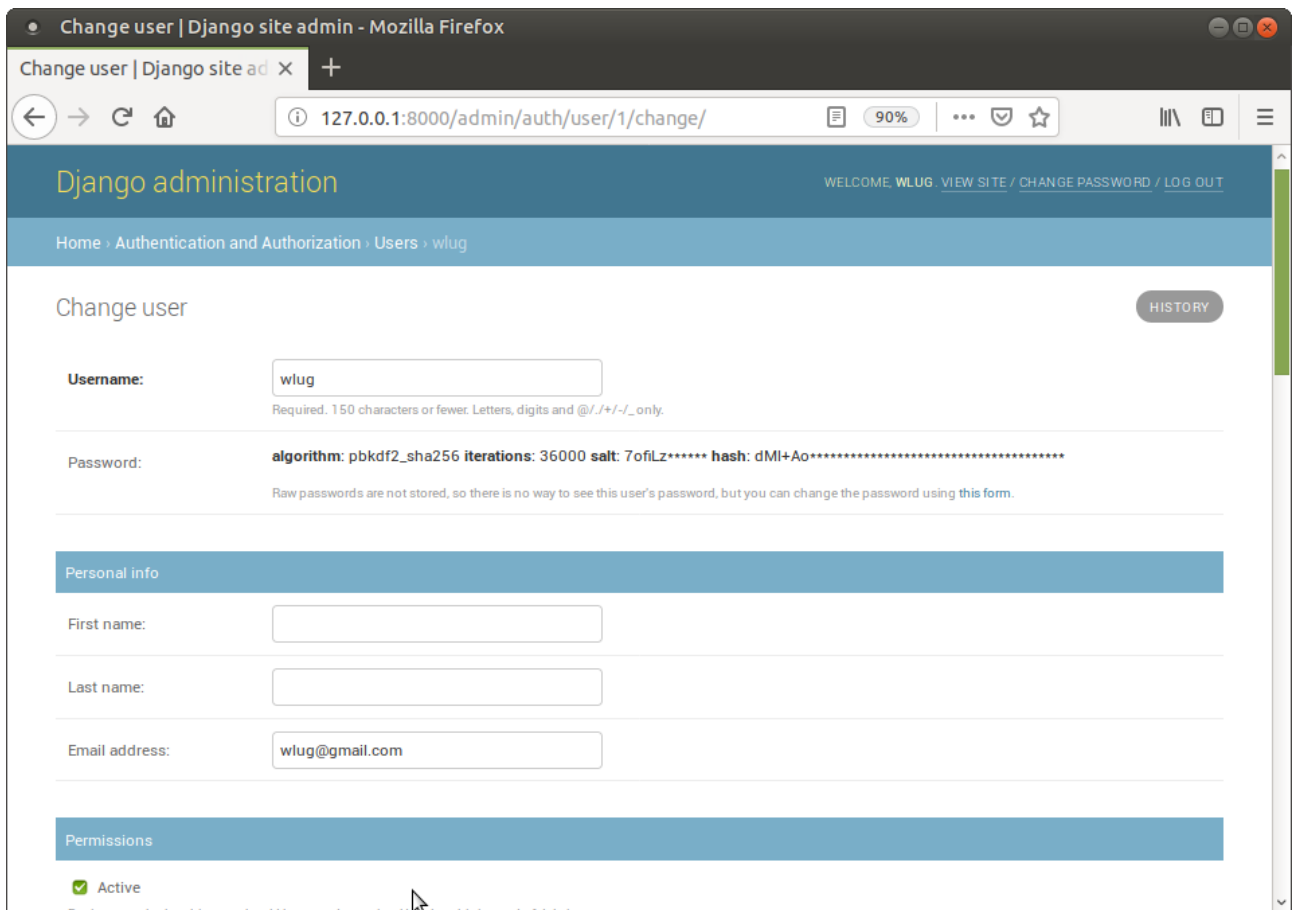 Change user | Django site admin - Mozilla Firefox
Change user | Django site ad
127.0.0.1:8000/admin/auth/user/1/change/
90%
Django administration
WELCOME, WLUG. VIEW SITE / CHANGE PASSWORD / LOG OUT
Home › Authentication and Authorization › Users › wlug
Change user
HISTORY
Username:
wlug
Required. 150 characters or fewer. Letters, digits and @/./+/-/_ only.
Password:
algorithm: pbkdf2_sha256 iterations: 36000 salt: 7ofiLz****** hash: dMI+Ao**************************************
Raw passwords are not stored, so there is no way to see this user's password, but you can change the password using this form.
Personal info
First name:
Last name:
Email address:
wlug@gmail.com
Permissions
Active